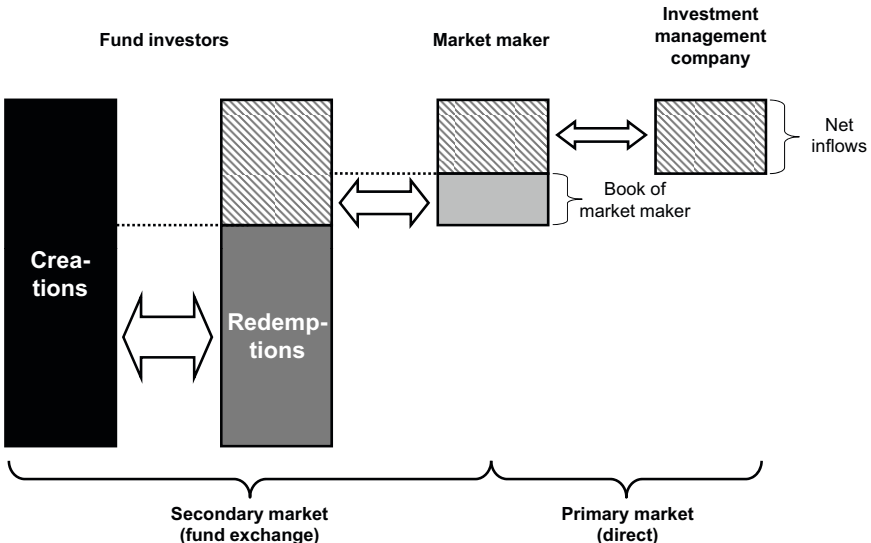 Fund investors
Market maker
Investment
management
company
Net
inflows
Book of
market maker
Crea-
tions
Redemp-
tions
Secondary market
(fund exchange)
Primary market
(direct)